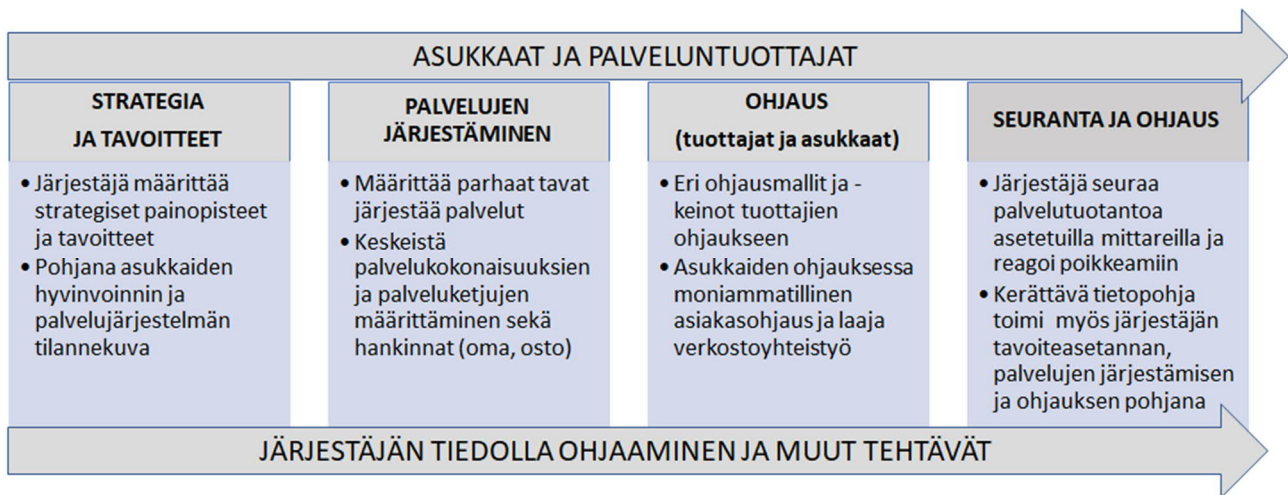 ASUKKAAT JA PALVELUNTUOTTAJAT
STRATEGIA
JA TAVOITTEET
• Järjestäjä määrittää
strategiset painopisteet
ja tavoitteet
• Pohjana asukkaiden
hyvinvoinnin ja
palvelujärjestelmän
tilannekuva
PALVELUJEN
JÄRJESTÄMINEN
• Määrittää parhaat tavat
järjestää palvelut
• Keskeistä
palvelukokonaisuuksien
ja palveluketjujen
määrittäminen sekä
hankinnat (oma, osto)
OHJAUS
(tuottajat ja asukkaat)
• Eri ohjausmallit ja -
keinot tuottajien
ohjaukseen
• Asukkaiden ohjauksessa
moniammatillinen
asiakasohjaus ja laaja
verkostoyhteistyö
SEURANTA JA OHJAUS
• Järjestäjä seuraa
palvelutuotantoa
asetetuilla mittareilla ja
reagoi poikkeamiin
• Kerättävä tietopohja
toimi myös järjestäjän
tavoiteasetannan,
palvelujen järjestämisen
ja ohjauksen pohjana
JÄRJESTÄJÄN TIEDOLLA OHJAAMINEN JA MUUT TEHTÄVÄT